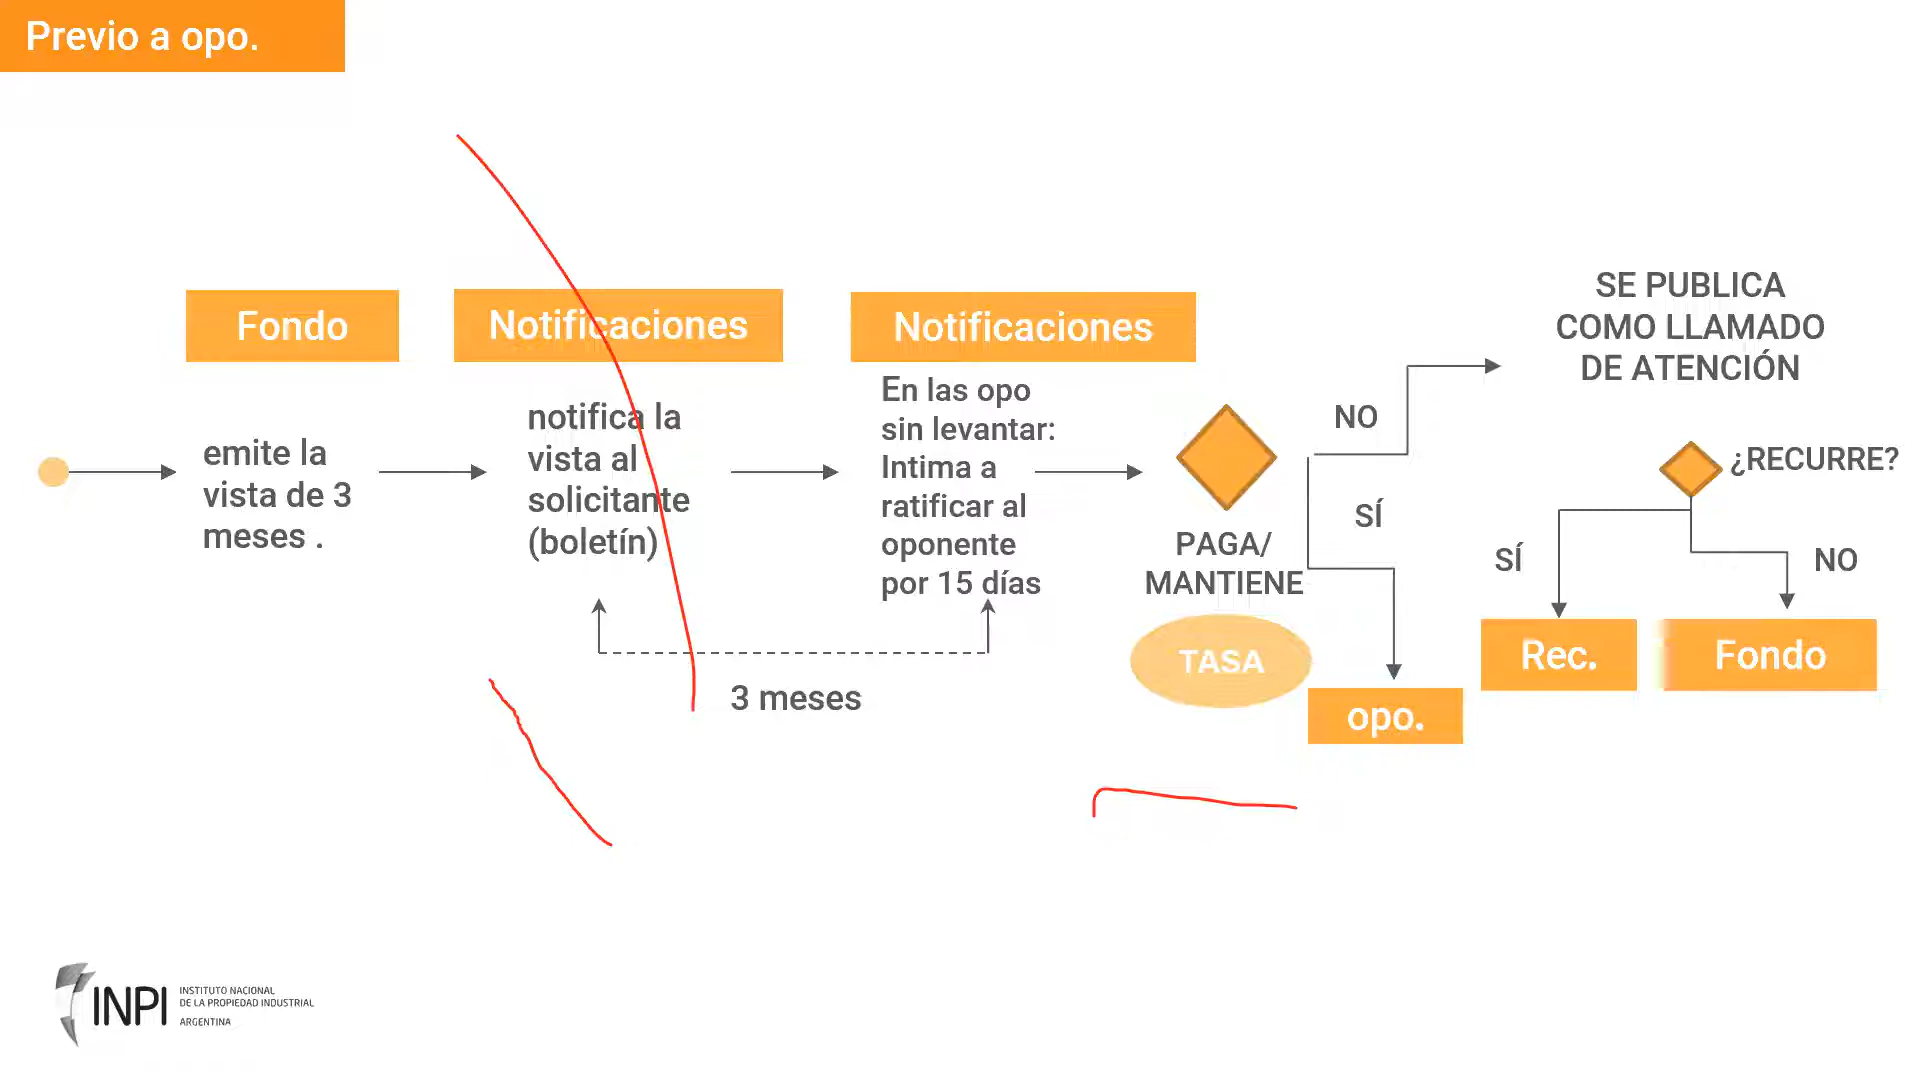 Previo a opo.
Fondo
emite la
vista de 3
meses .
Notificaciones
notifica la
vista al
solicitante
(boletín)
Notificaciones
En las opo
sin levantar:
Intima a
ratificar al
oponente
por 15 días
3 meses
PAGA/
MANTIENE
TASA
NO
SÍ
opo.
SE PUBLICA
COMO LLAMADO
DE ATENCIÓN
¿RECURRE?
SÍ
NO
Rec.
Fondo
INPI
INSTITUTO NACIONAL
DE LA PROPIEDAD INDUSTRIAL
ARGENTINA